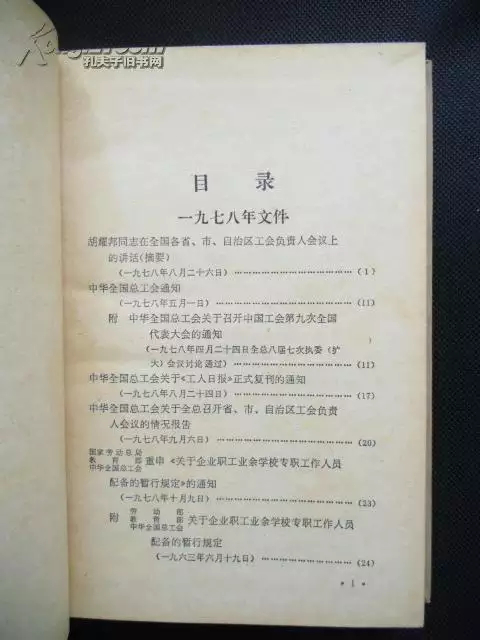 孔夫子旧书网
目 录
一九七八年文件
胡耀邦同志在全国各省、市、自治区工会负责人会议上
的讲话(摘要)
(一九七八年八月二十六日) …………………………… (1)
中华全国总工会通知
(一九七八年五月一日) …………………………… (11)
附 中华全国总工会关于召开中国工会第九次全国
代表大会的通知
(一九七八年四月二十四日全总八届七次执委(扩
大)会议讨论通过) …………………………… (11)
中华全国总工会关于《工人日报》正式复刊的通知
(一九七八年八月二十四日) …………………………… (17)
中华全国总工会关于全总召开省、市、自治区工会负责
人会议的情况报告
(一九七八年九月六日) …………………………… (20)
国家劳动总局
教育部
中华全国总工会
重申《关于企业职工业余学校专职工作人员
配备的暂行规定》的通知
(一九七八年十月九日) …………………………… (23)
附
劳动部
教育部
中华全国总工会
关于企业职工业余学校专职工作人员
配备的暂行规定
(一九六三年六月十九日) …………………………… (24)
• 1 •